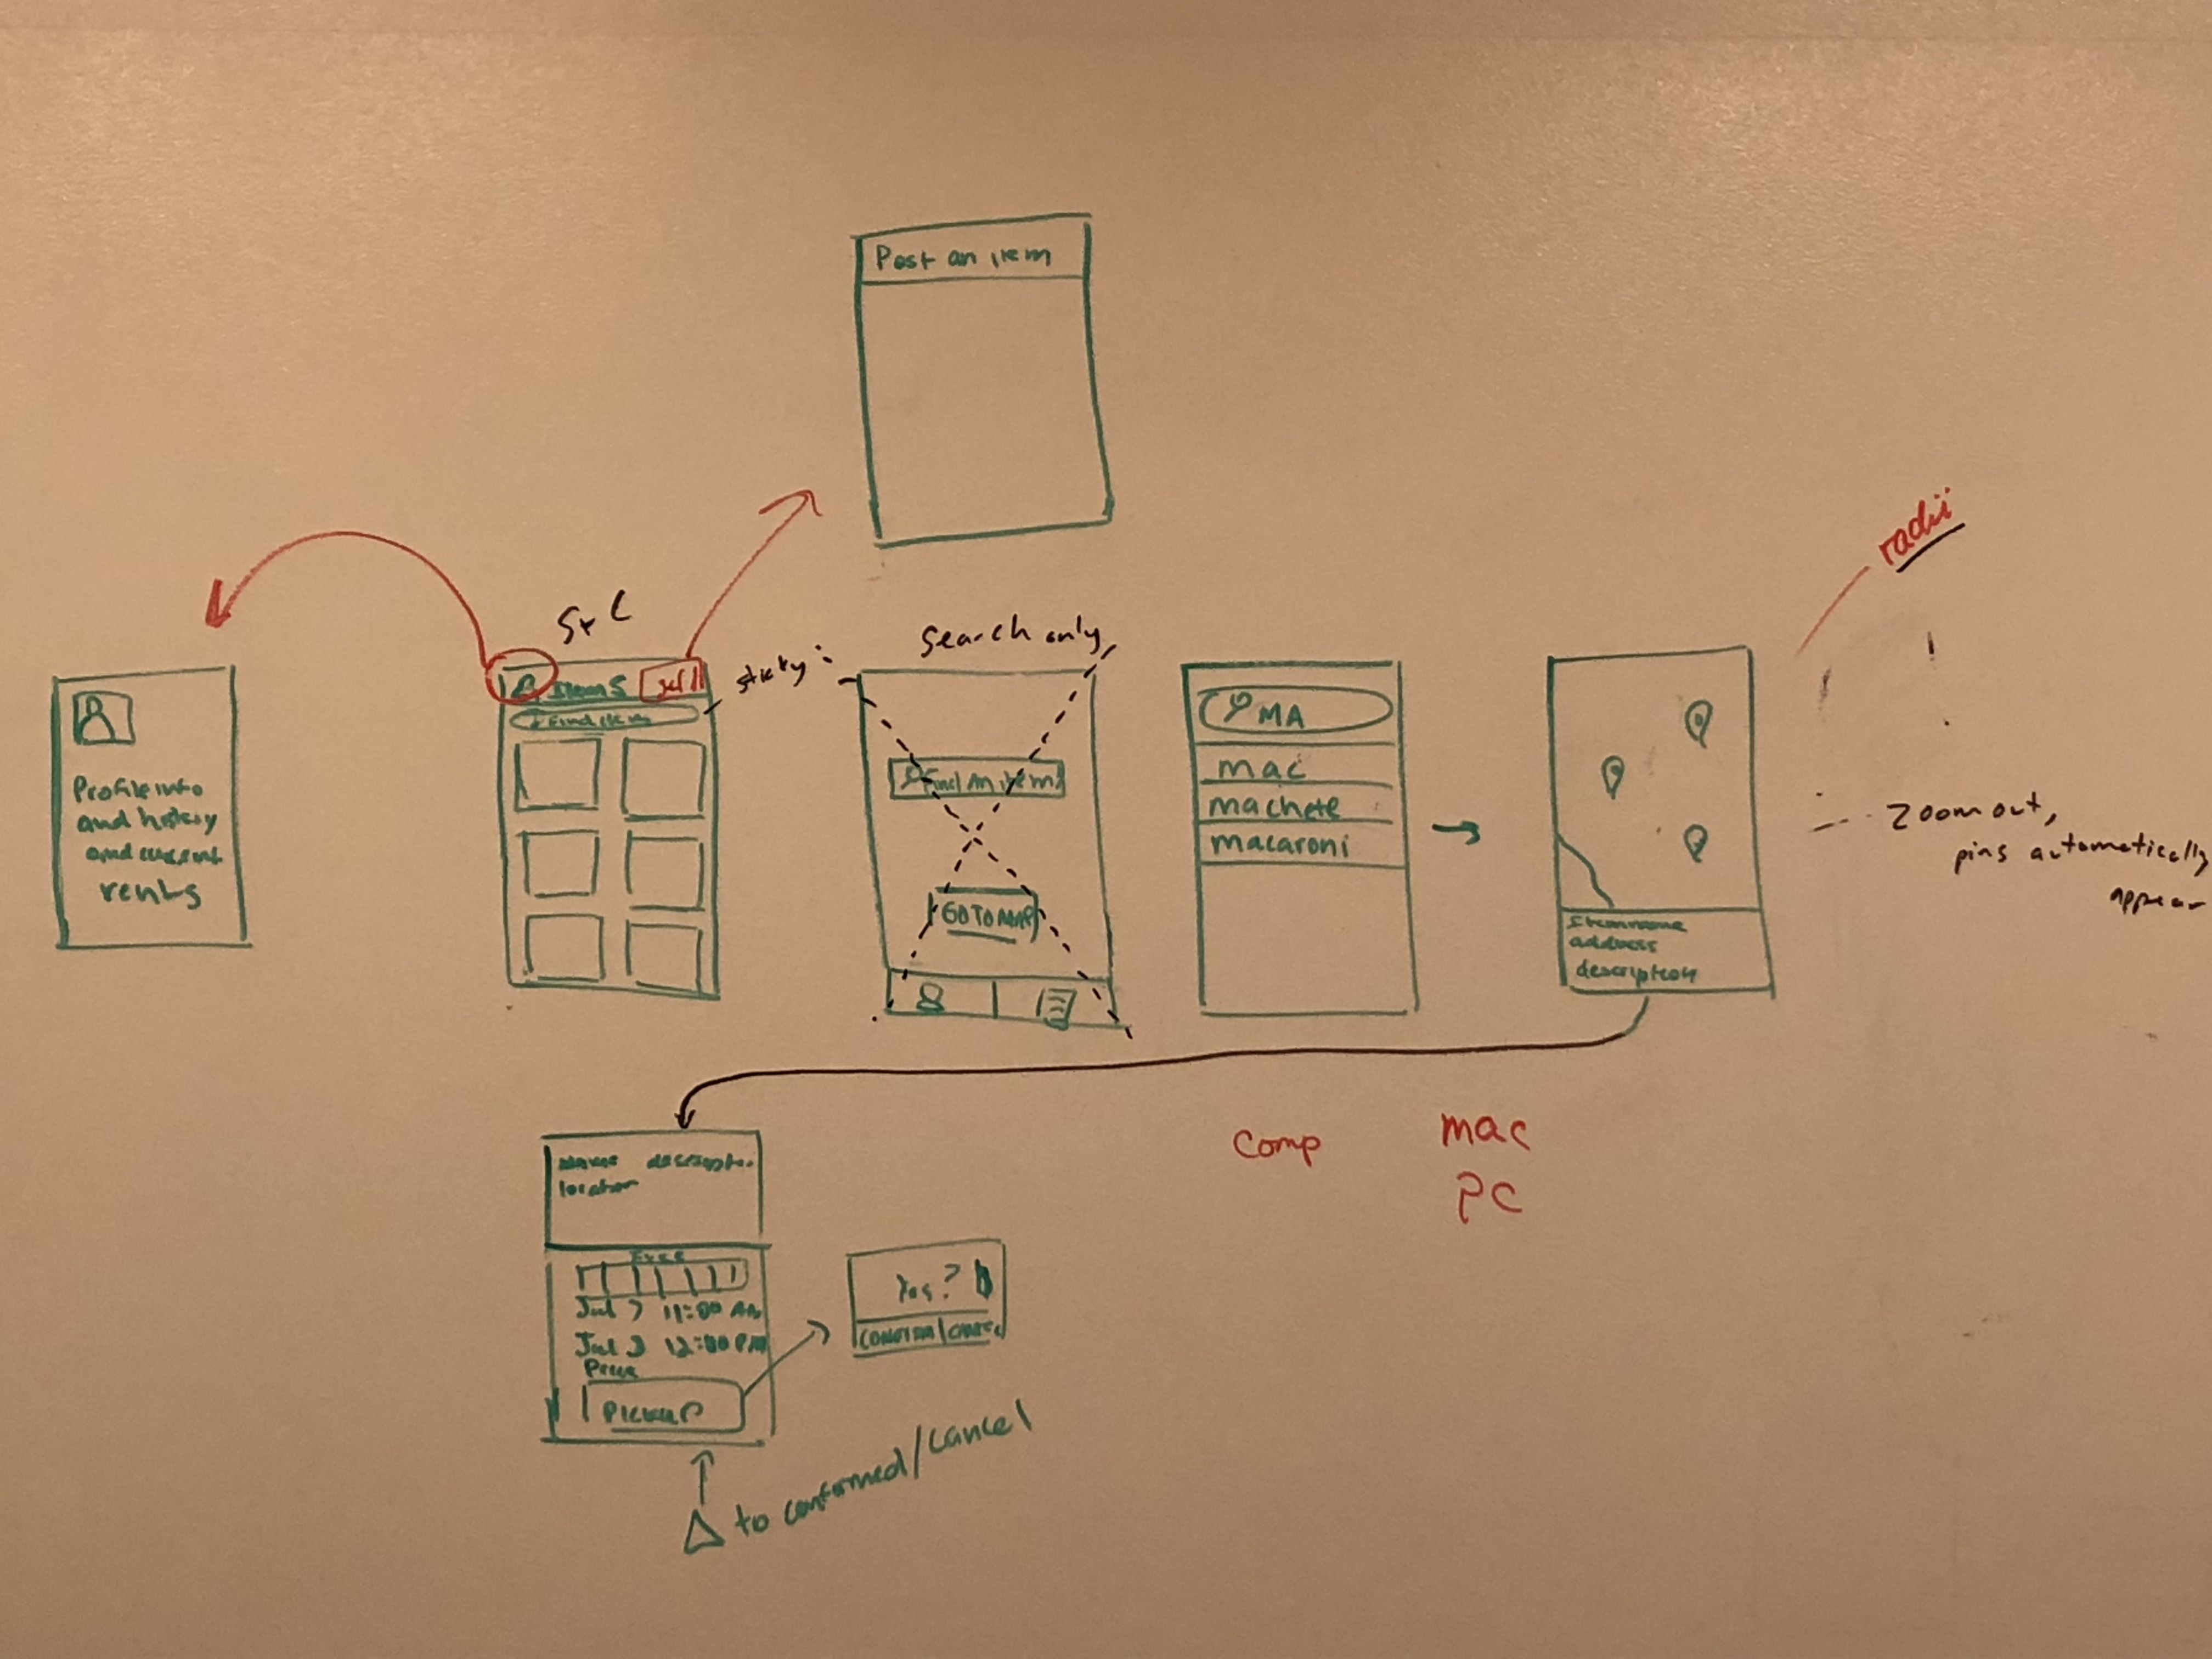 Post an item
radii
S+C
Search only
sticky
Items
Sell
Find item
Profile info
and history
and current
rents
Find an item
GO TO MAP
MA
mac
machete
macaroni
Zoom out,
pins automatically
appear
Itemname
address
description
comp
mac
PC
Name
location
Free
Jul 7 11:00 AM
Jul 12:00 PM
Price
PICKUP
Yes?
CONFIRM/CANCEL
to confirmed/cancel